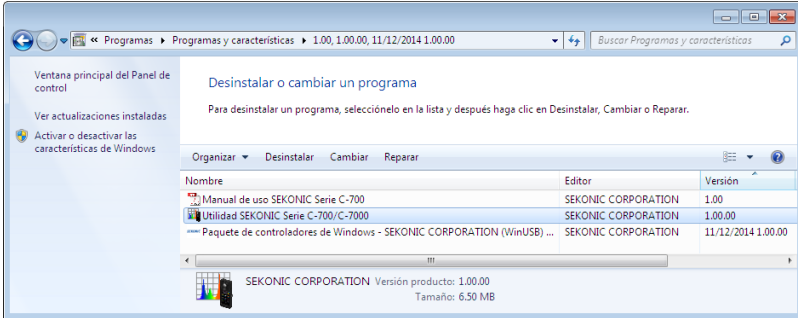 « Programas ▸ Programas y características ▸ 1.00, 1.00.00, 11/12/2014 1.00.00
Buscar Programas y características
Ventana principal del Panel de control
Ver actualizaciones instaladas
Activar o desactivar las características de Windows
Desinstalar o cambiar un programa
Para desinstalar un programa, selecciónelo en la lista y después haga clic en Desinstalar, Cambiar o Reparar.
Organizar Desinstalar Cambiar Reparar
Nombre Editor Versión
Manual de uso SEKONIC Serie C-700 SEKONIC CORPORATION 1.00
Utilidad SEKONIC Serie C-700/C-7000 SEKONIC CORPORATION 1.00.00
SEKONIC Paquete de controladores de Windows - SEKONIC CORPORATION (WinUSB) ... SEKONIC CORPORATION 11/12/2014 1.00.00
SEKONIC CORPORATION Versión producto: 1.00.00
Tamaño: 6.50 MB